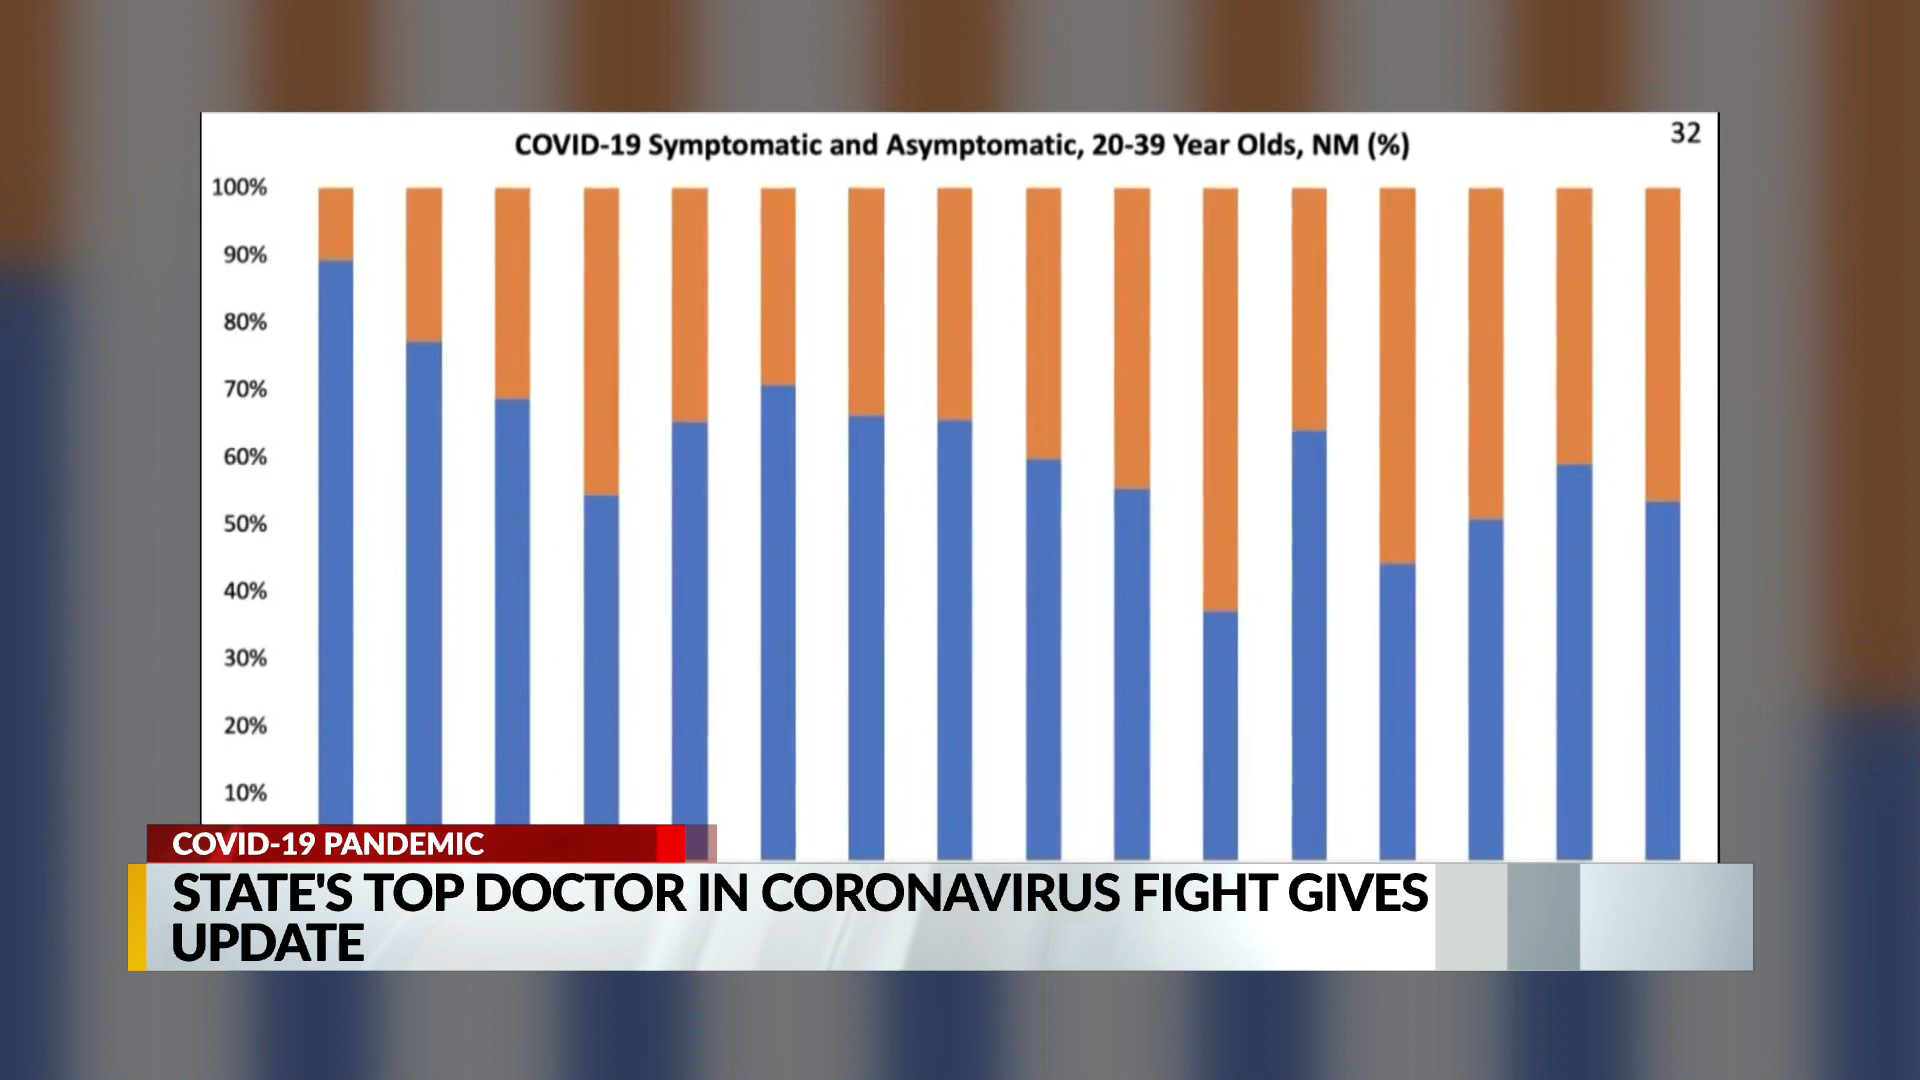 COVID-19 Symptomatic and Asymptomatic, 20-39 Year Olds, NM (%)
32
100%
90%
80%
70%
60%
50%
40%
30%
20%
10%
COVID-19 PANDEMIC
STATE'S TOP DOCTOR IN CORONAVIRUS FIGHT GIVES
UPDATE